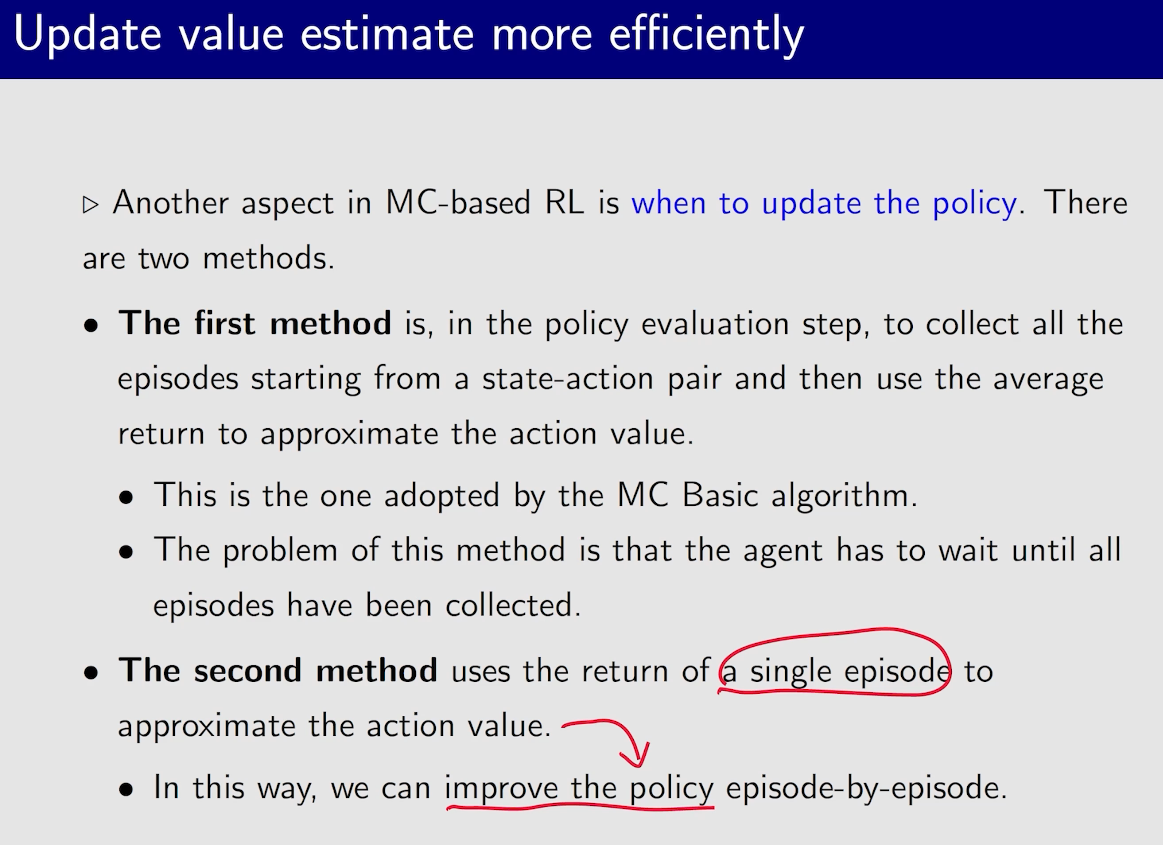 Update value estimate more efficiently
▷ Another aspect in MC-based RL is when to update the policy. There
are two methods.
• The first method is, in the policy evaluation step, to collect all the
episodes starting from a state-action pair and then use the average
return to approximate the action value.
• This is the one adopted by the MC Basic algorithm.
• The problem of this method is that the agent has to wait until all
episodes have been collected.
• The second method uses the return of a single episode to
approximate the action value.
• In this way, we can improve the policy episode-by-episode.